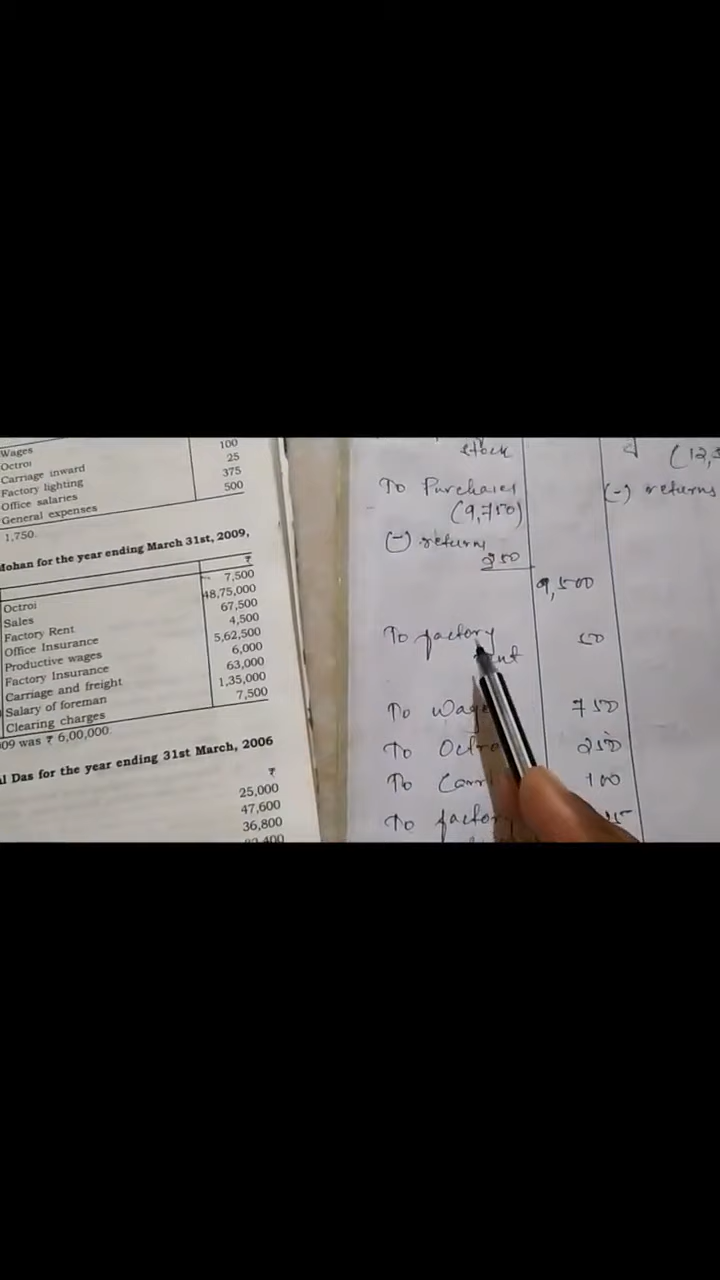 Wages
Octroi 100
Carriage inward 25
Factory lighting 375
Office salaries 500
General expenses
1,750.
Mohan for the year ending March 31st, 2009,
₹
Octroi 7,500
Sales 48,75,000
Factory Rent 67,500
Office Insurance 4,500
Productive wages 5,62,500
Factory Insurance 6,000
Carriage and freight 63,000
Salary of foreman 1,35,000
Clearing charges 7,500
09 was ₹ 6,00,000.
l Das for the year ending 31st March, 2006
₹
25,000
47,600
36,800
stock
(12,
To Purchases
(9,750)
(-) returns
(-) returns
250
9,500
To factory 50
To 750
To 250
To 100
To factory